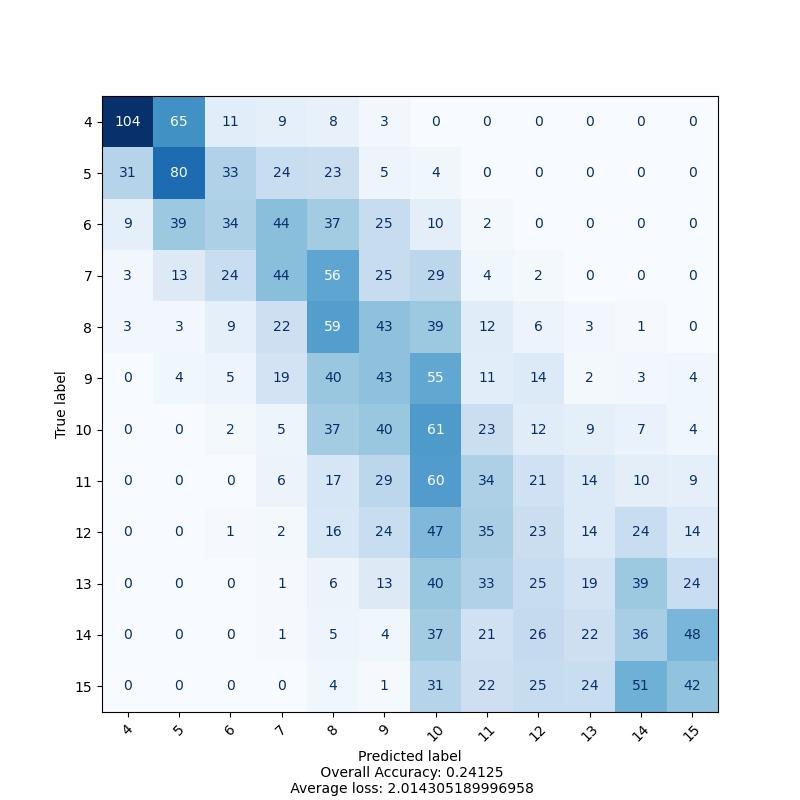 4 104 65 11 9 8 3 0 0 0 0 0 0
5 31 80 33 24 23 5 4 0 0 0 0 0
6 9 39 34 44 37 25 10 2 0 0 0 0
7 3 13 24 44 56 25 29 4 2 0 0 0
8 3 3 9 22 59 43 39 12 6 3 1 0
9 0 4 5 19 40 43 55 11 14 2 3 4
True label
10 0 0 2 5 37 40 61 23 12 9 7 4
11 0 0 0 6 17 29 60 34 21 14 10 9
12 0 0 1 2 16 24 47 35 23 14 24 14
13 0 0 0 1 6 13 40 33 25 19 39 24
14 0 0 0 1 5 4 37 21 26 22 36 48
15 0 0 0 0 4 1 31 22 25 24 51 42
4 5 6 7 8 9 10 11 12 13 14 15
Predicted label
Overall Accuracy: 0.24125
Average loss: 2.014305189996958